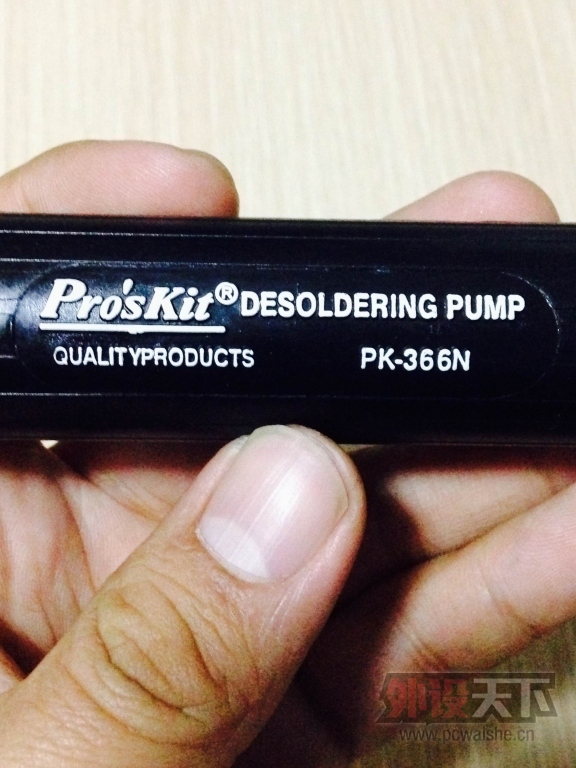 Pro'sKit® DESOLDERING PUMP
QUALITYPRODUCTS PK-366N
外设天下
www.pcwaishe.cn